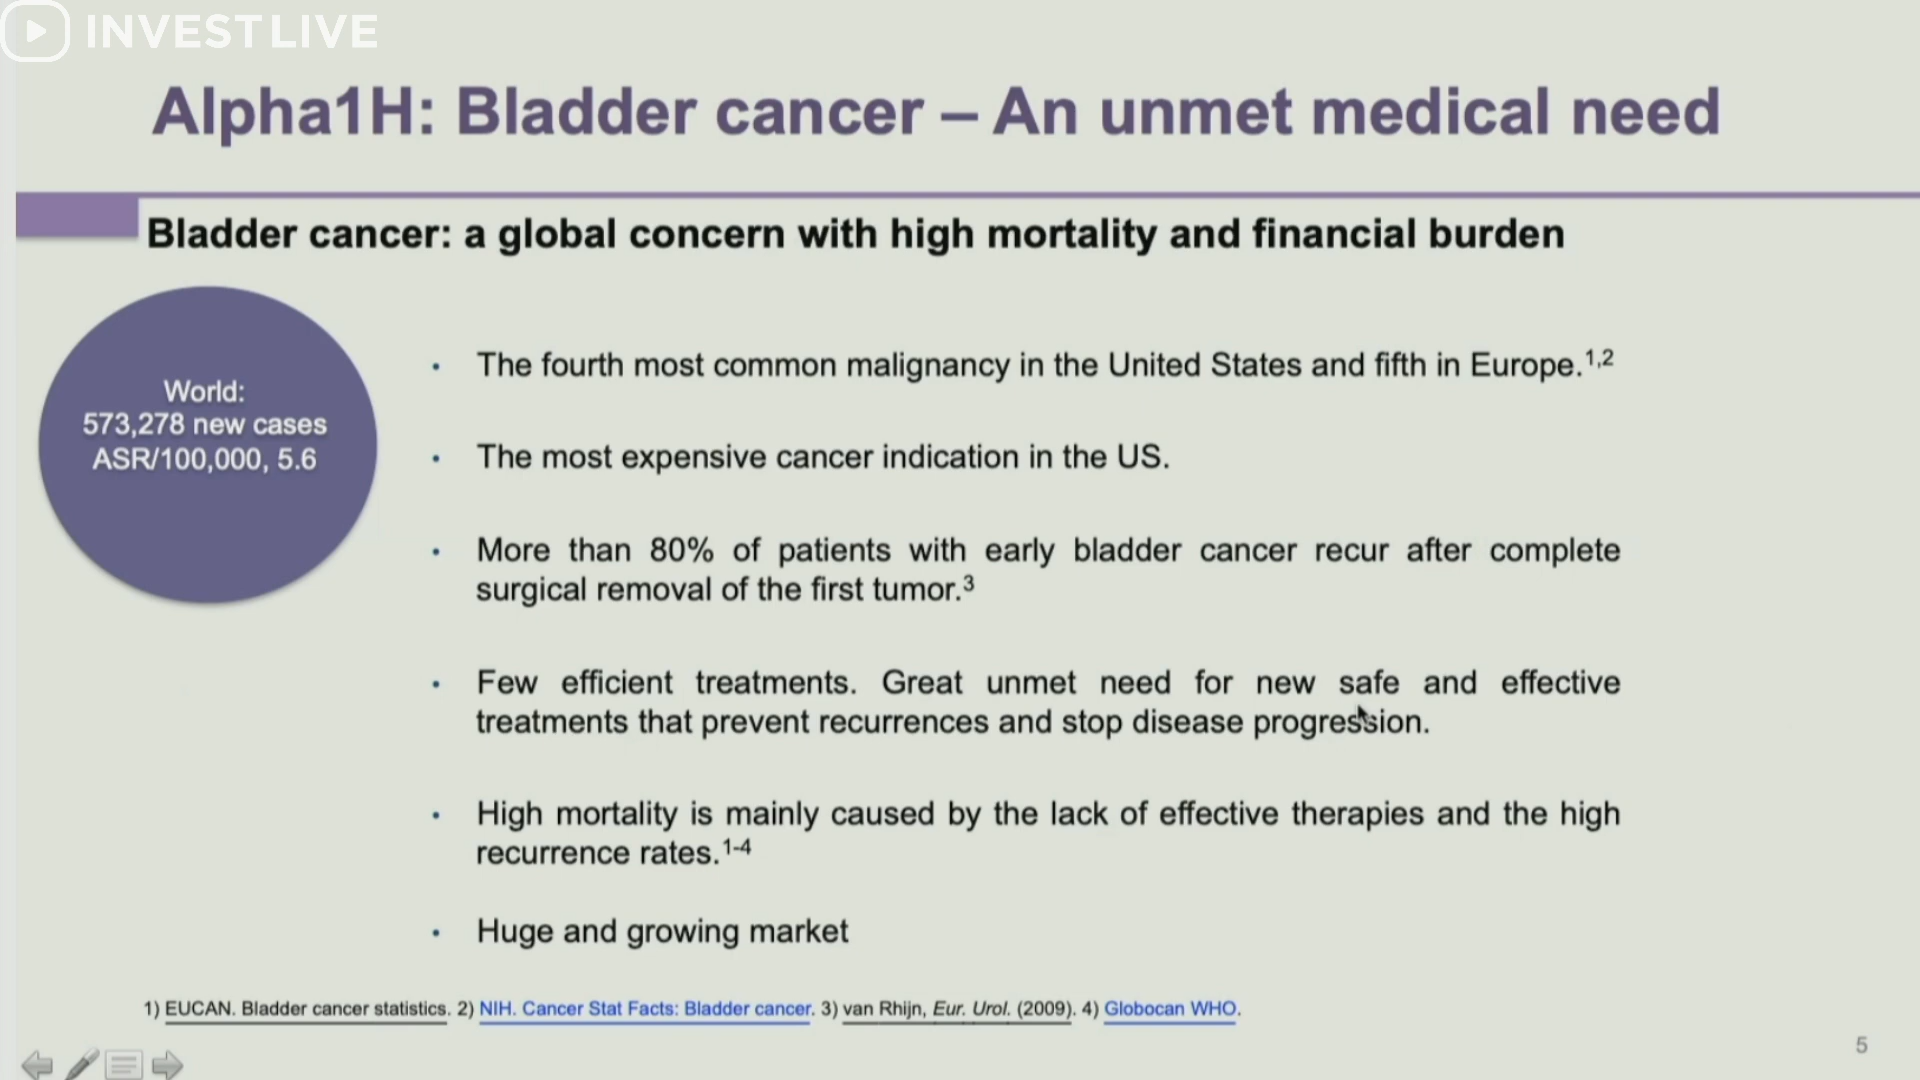 INVESTLIVE
Alpha1H: Bladder cancer – An unmet medical need
Bladder cancer: a global concern with high mortality and financial burden
World:
573,278 new cases
ASR/100,000, 5.6
• The fourth most common malignancy in the United States and fifth in Europe.1,2
• The most expensive cancer indication in the US.
• More than 80% of patients with early bladder cancer recur after complete
surgical removal of the first tumor.3
• Few efficient treatments. Great unmet need for new safe and effective
treatments that prevent recurrences and stop disease progression.
• High mortality is mainly caused by the lack of effective therapies and the high
recurrence rates.1-4
• Huge and growing market
1) EUCAN. Bladder cancer statistics. 2) NIH. Cancer Stat Facts: Bladder cancer. 3) van Rhijn, Eur. Urol. (2009). 4) Globocan WHO.
5